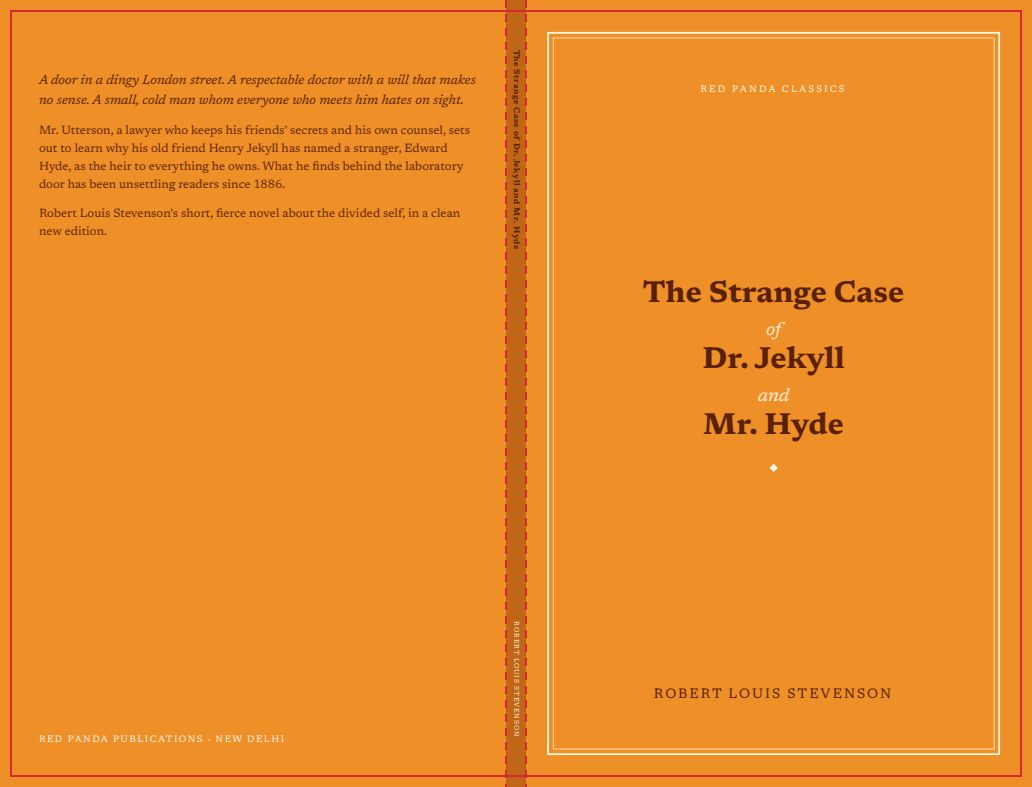 A door in a dingy London street. A respectable doctor with a will that makes
no sense. A small, cold man whom everyone who meets him hates on sight.
Mr. Utterson, a lawyer who keeps his friends’ secrets and his own counsel, sets
out to learn why his old friend Henry Jekyll has named a stranger, Edward
Hyde, as the heir to everything he owns. What he finds behind the laboratory
door has been unsettling readers since 1886.
Robert Louis Stevenson’s short, fierce novel about the divided self, in a clean
new edition.
RED PANDA PUBLICATIONS · NEW DELHI
The Strange Case of Dr. Jekyll and Mr. Hyde
ROBERT LOUIS STEVENSON
RED PANDA CLASSICS
The Strange Case
of
Dr. Jekyll
and
Mr. Hyde
ROBERT LOUIS STEVENSON